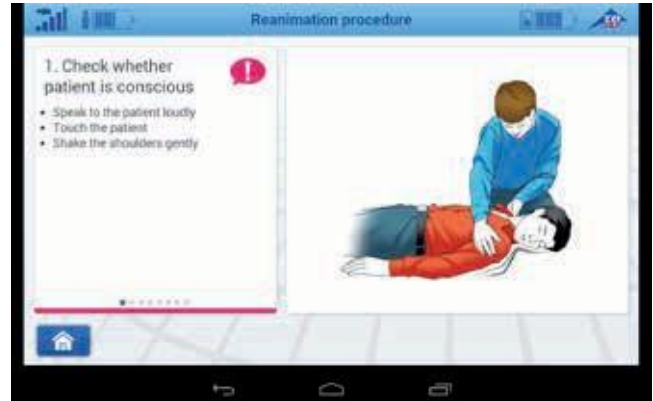 Reanimation procedure
1. Check whether
patient is conscious
• Speak to the patient loudly
• Touch the patient
• Shake the shoulders gently